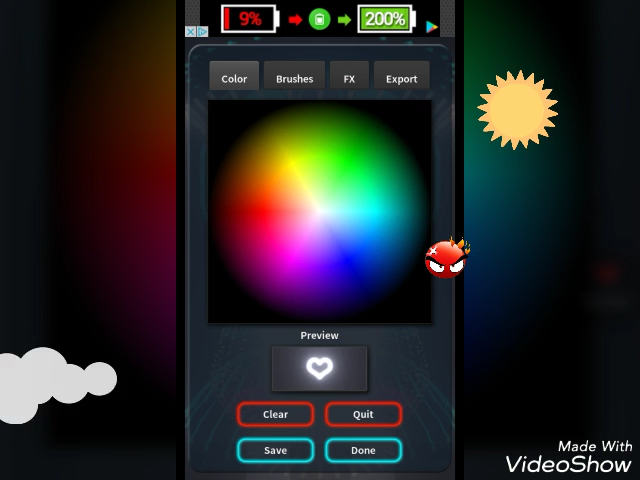 9% 200%
Color Brushes FX Export
Preview
Clear Quit
Save Done
Made With
VideoShow